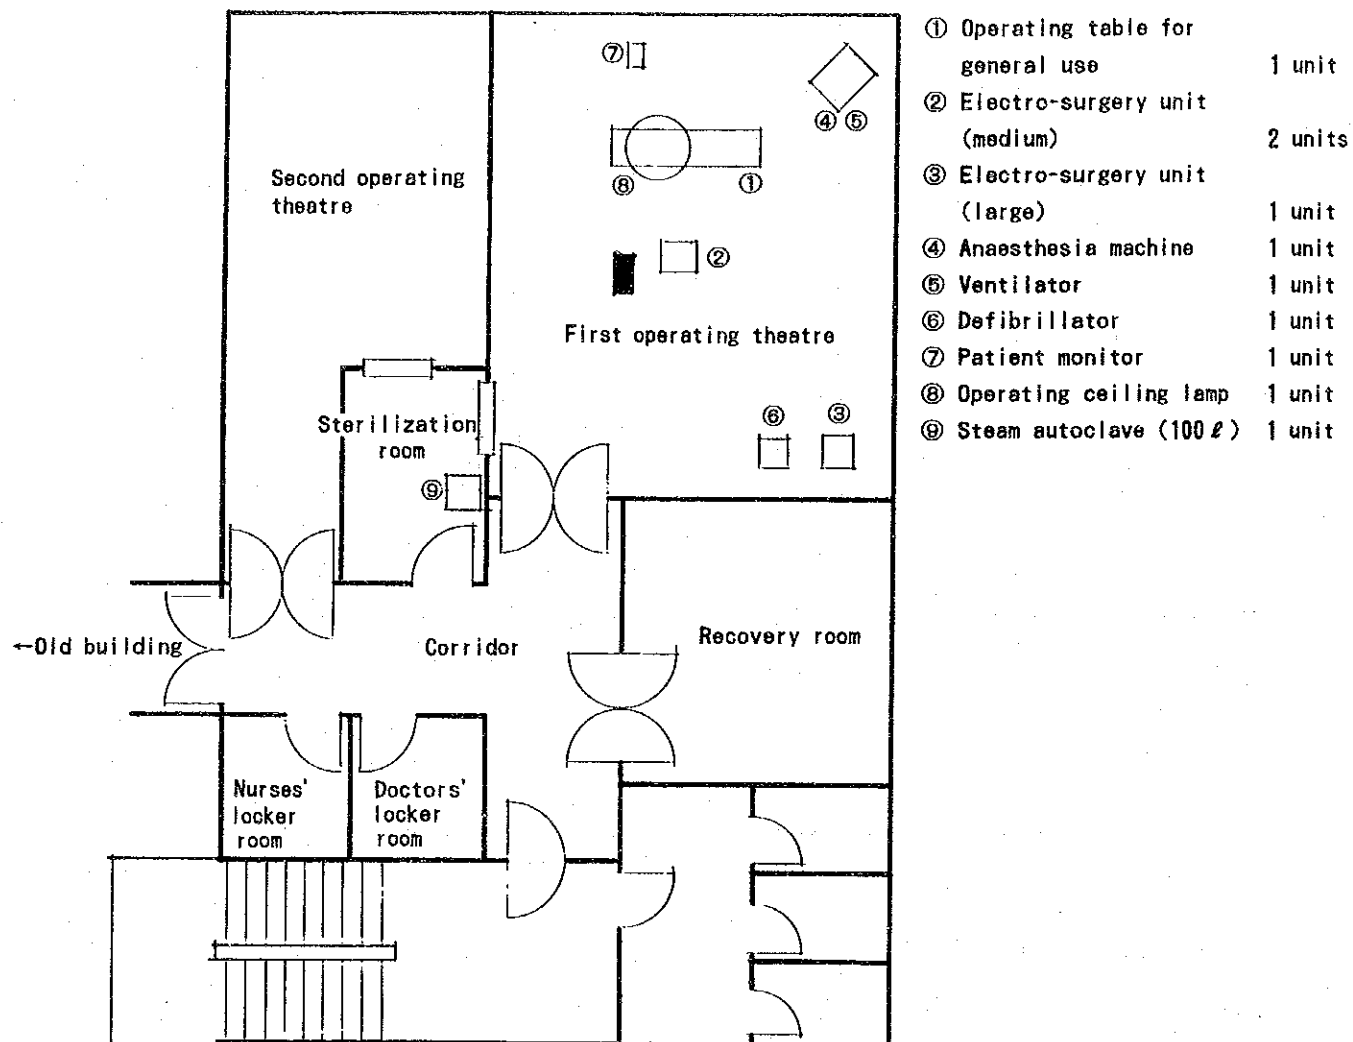 ⑦
④ ⑤
⑧
①
Second operating
theatre
②
First operating theatre
Sterilization
room
⑥
③
⑨
←Old building
Corridor
Recovery room
Nurses'
locker
room
Doctors'
locker
room
① Operating table for
general use 1 unit
② Electro-surgery unit
(medium) 2 units
③ Electro-surgery unit
(large) 1 unit
④ Anaesthesia machine 1 unit
⑤ Ventilator 1 unit
⑥ Defibrillator 1 unit
⑦ Patient monitor 1 unit
⑧ Operating ceiling lamp 1 unit
⑨ Steam autoclave (100ℓ) 1 unit